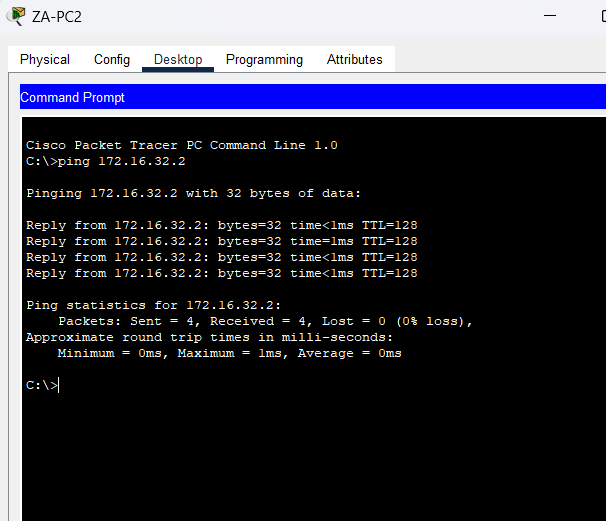 ZA-PC2
Physical Config Desktop Programming Attributes
Command Prompt
Cisco Packet Tracer PC Command Line 1.0
C:\>ping 172.16.32.2
Pinging 172.16.32.2 with 32 bytes of data:
Reply from 172.16.32.2: bytes=32 time<1ms TTL=128
Reply from 172.16.32.2: bytes=32 time=1ms TTL=128
Reply from 172.16.32.2: bytes=32 time<1ms TTL=128
Reply from 172.16.32.2: bytes=32 time<1ms TTL=128
Ping statistics for 172.16.32.2:
Packets: Sent = 4, Received = 4, Lost = 0 (0% loss),
Approximate round trip times in milli-seconds:
Minimum = 0ms, Maximum = 1ms, Average = 0ms
C:\>